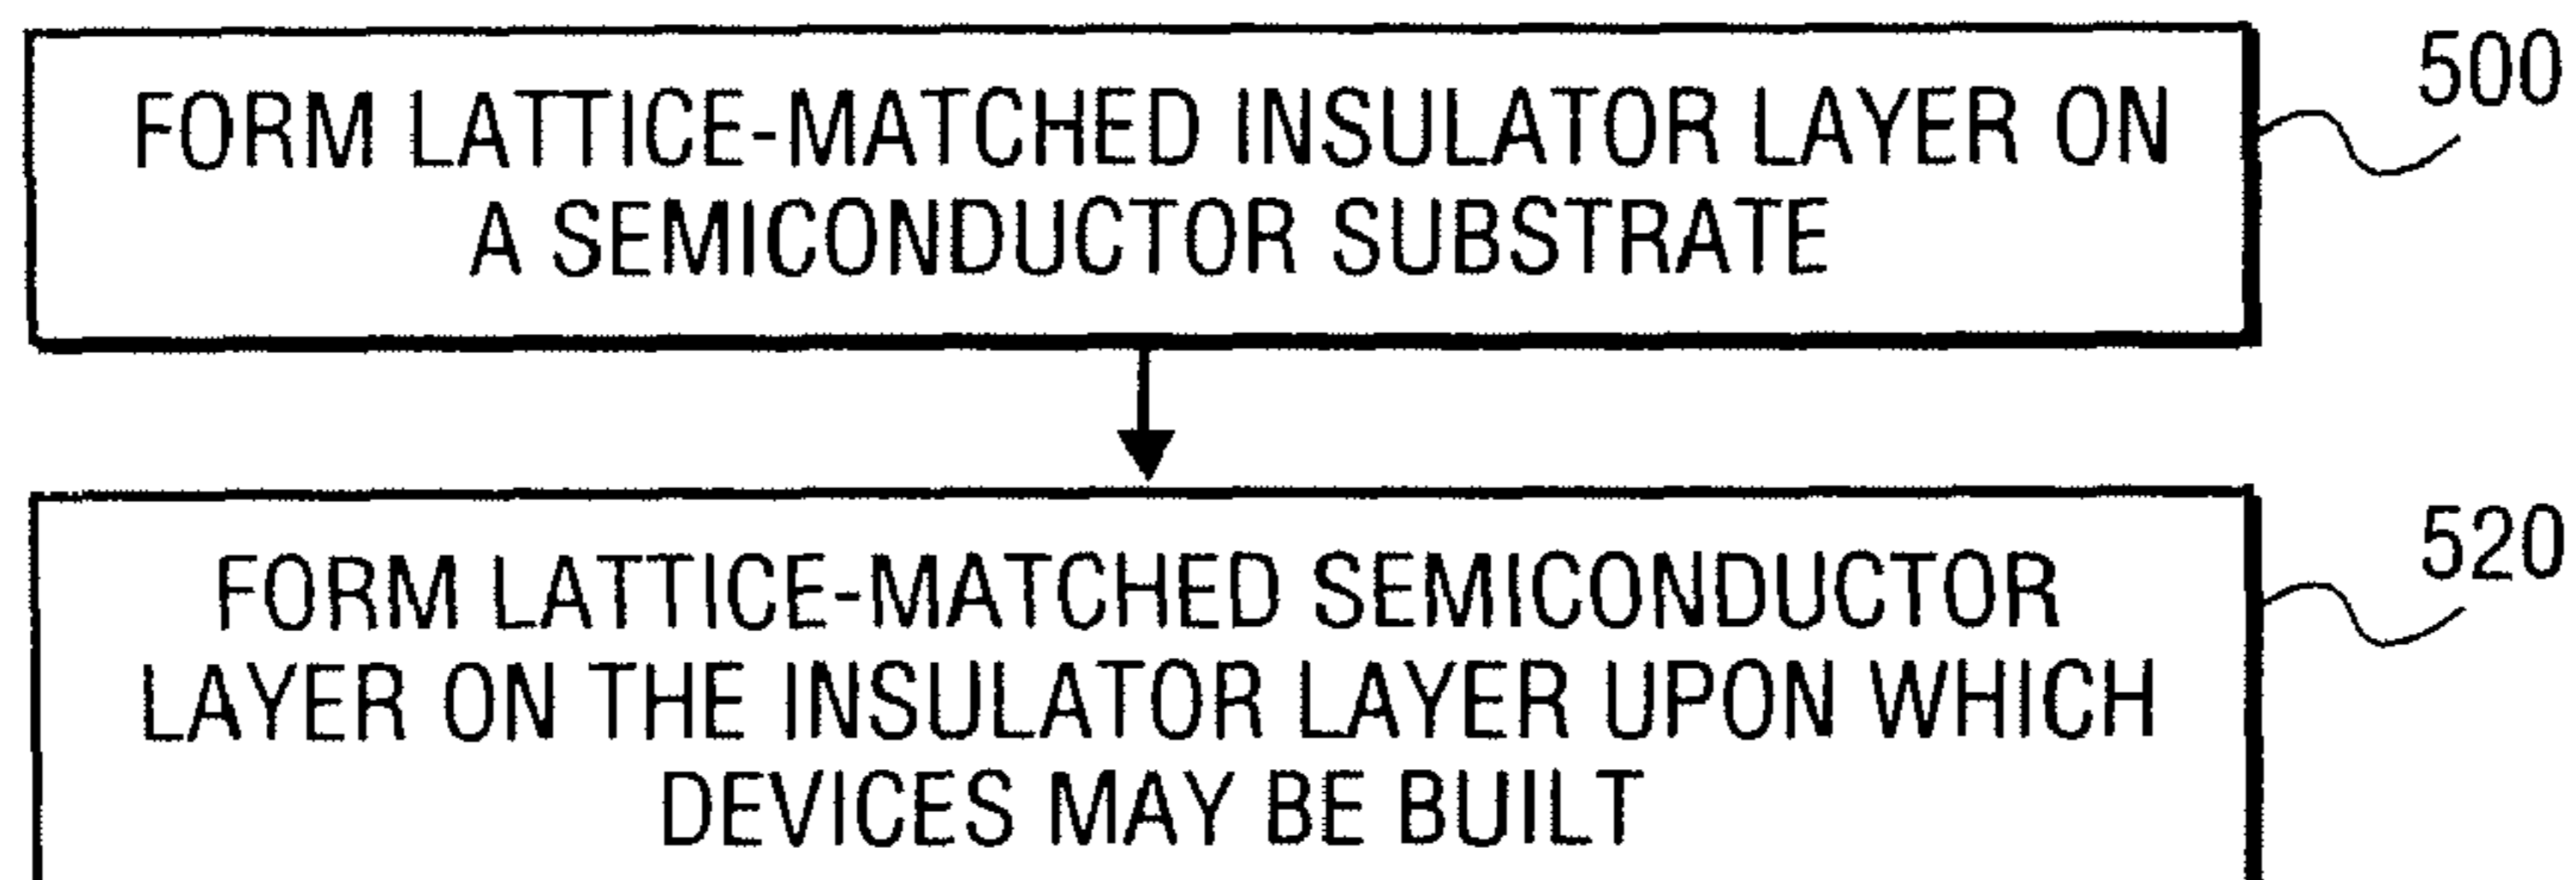 500
FORM LATTICE-MATCHED INSULATOR LAYER ON
A SEMICONDUCTOR SUBSTRATE
520
FORM LATTICE-MATCHED SEMICONDUCTOR
LAYER ON THE INSULATOR LAYER UPON WHICH
DEVICES MAY BE BUILT